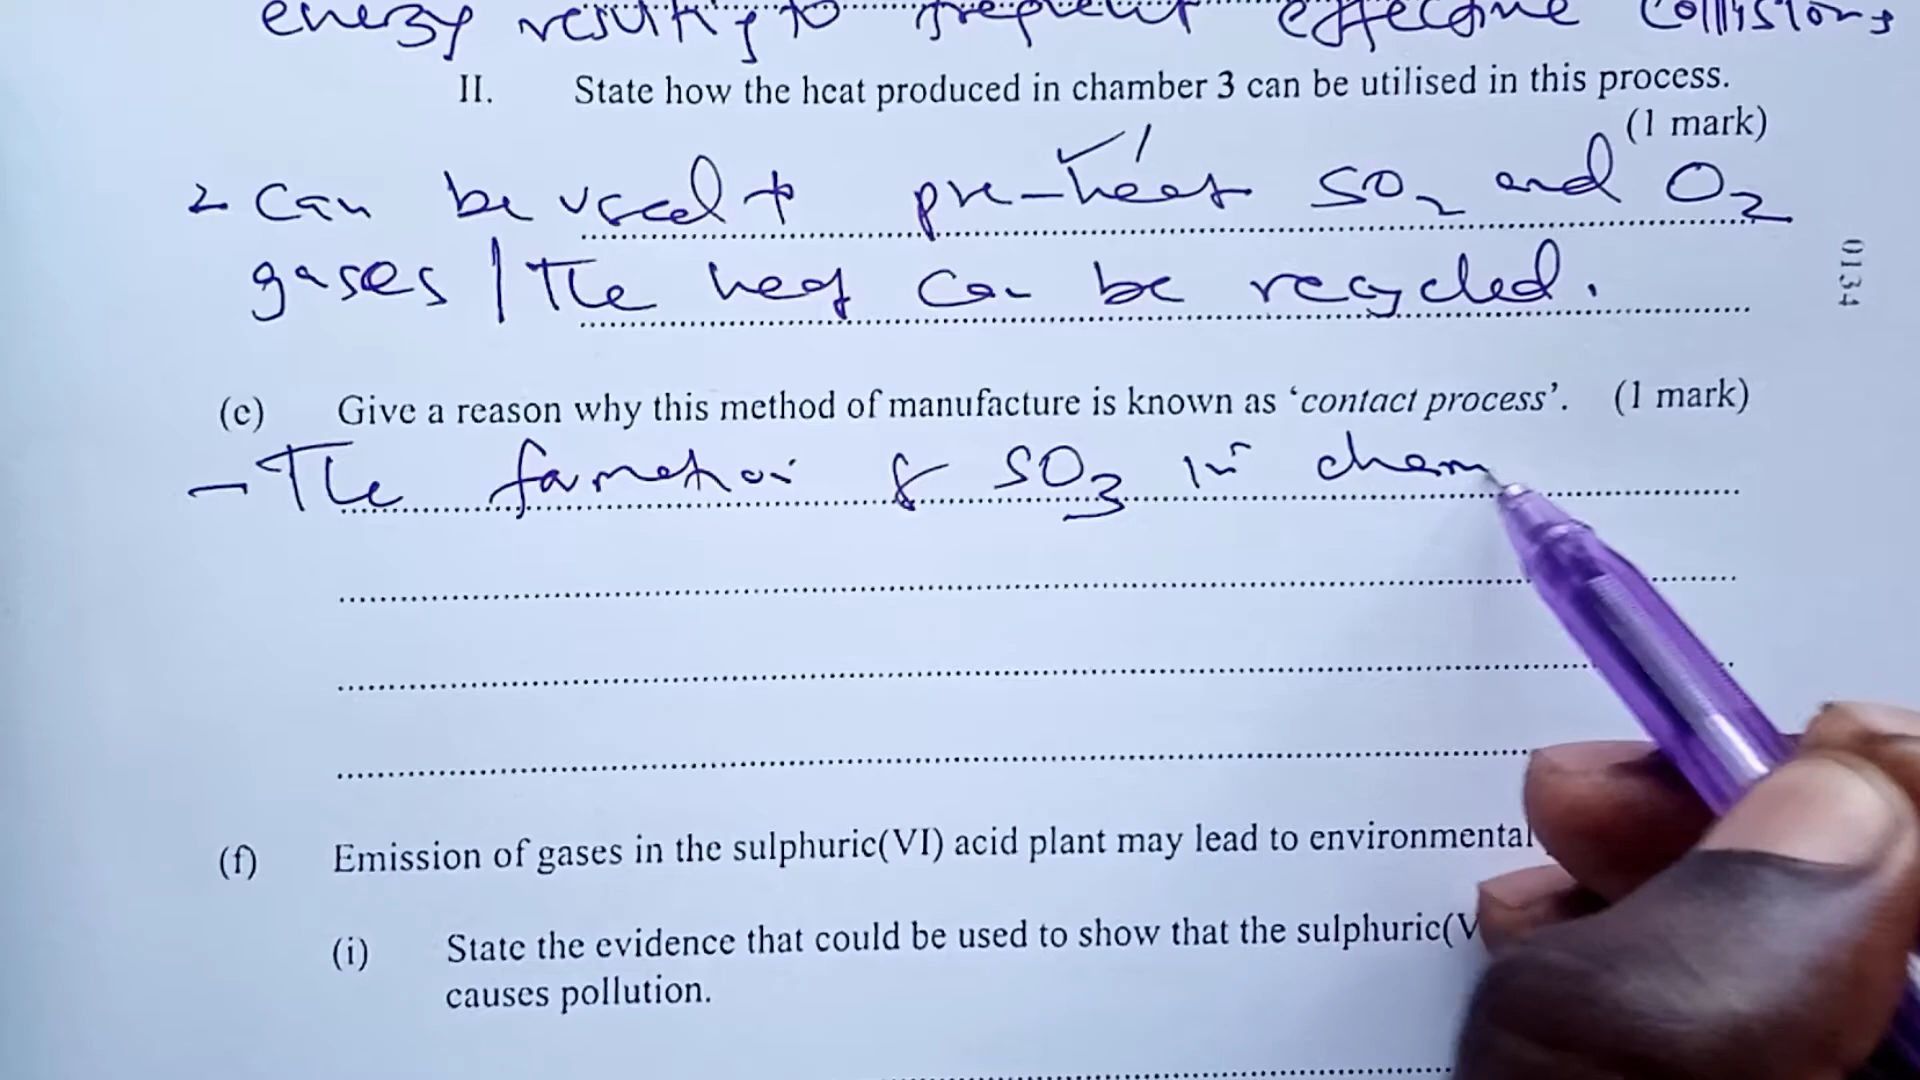 energy resulting to frequent effective collisions
II. State how the heat produced in chamber 3 can be utilised in this process.
(1 mark)
- Can be used to pre-heat SO2 and O2
gases / The heat can be recycled.
0134
(e) Give a reason why this method of manufacture is known as ‘contact process’. (1 mark)
- The formation of SO3 in cham
(f) Emission of gases in the sulphuric(VI) acid plant may lead to environmental
(i) State the evidence that could be used to show that the sulphuric(V
causes pollution.